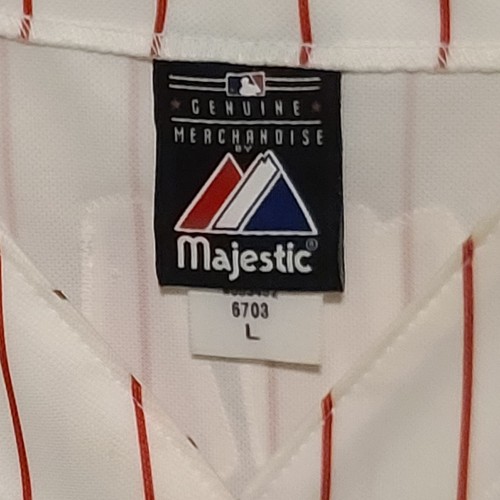 GENUINE
MERCHANDISE
BY
Majestic®
6703
L